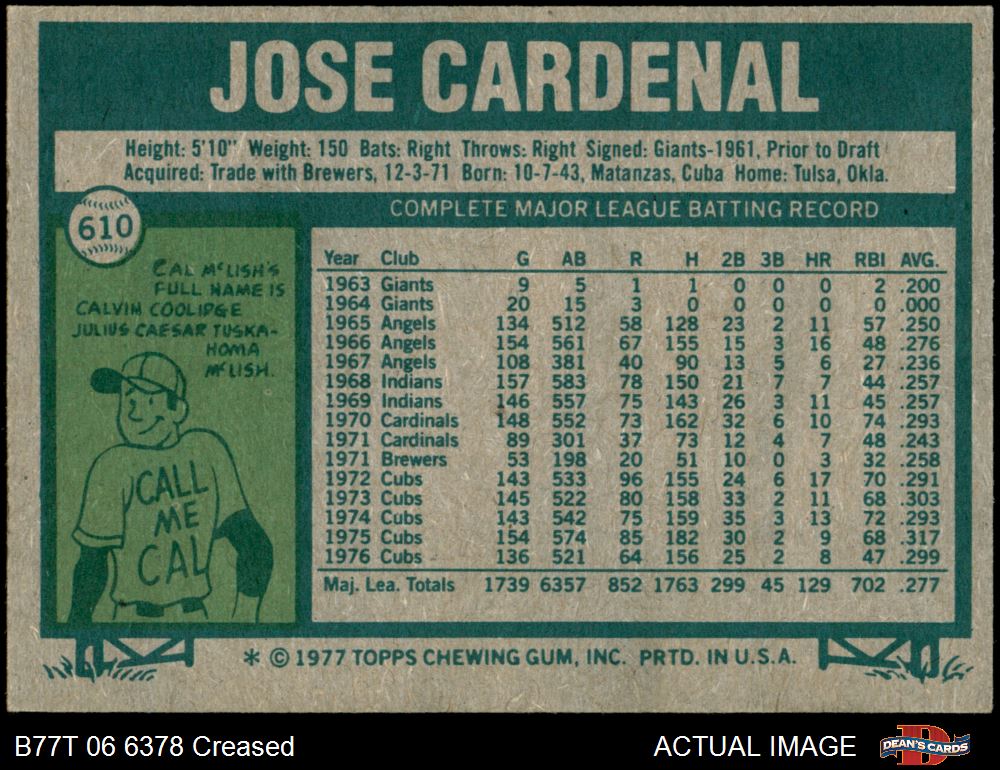 JOSE CARDENAL
Height: 5'10" Weight: 150 Bats: Right Throws: Right Signed: Giants-1961, Prior to Draft
Acquired: Trade with Brewers, 12-3-71 Born: 10-7-43, Matanzas, Cuba Home: Tulsa, Okla.
610
CAL McLISH'S
FULL NAME IS
CALVIN COOLIDGE
JULIUS CAESAR TUSKA-
HOMA
McLISH.
CALL
ME
CAL
COMPLETE MAJOR LEAGUE BATTING RECORD
Year Club G AB R H 2B 3B HR RBI AVG.
1963 Giants 9 5 1 1 0 0 0 2 .200
1964 Giants 20 15 3 0 0 0 0 0 .000
1965 Angels 134 512 58 128 23 2 11 57 .250
1966 Angels 154 561 67 155 15 3 16 48 .276
1967 Angels 108 381 40 90 13 5 6 27 .236
1968 Indians 157 583 78 150 21 7 7 44 .257
1969 Indians 146 557 75 143 26 3 11 45 .257
1970 Cardinals 148 552 73 162 32 6 10 74 .293
1971 Cardinals 89 301 37 73 12 4 7 48 .243
1971 Brewers 53 198 20 51 10 0 3 32 .258
1972 Cubs 143 533 96 155 24 6 17 70 .291
1973 Cubs 145 522 80 158 33 2 11 68 .303
1974 Cubs 143 542 75 159 35 3 13 72 .293
1975 Cubs 154 574 85 182 30 2 9 68 .317
1976 Cubs 136 521 64 156 25 2 8 47 .299
Maj. Lea. Totals 1739 6357 852 1763 299 45 129 702 .277
* © 1977 TOPPS CHEWING GUM, INC. PRTD. IN U.S.A.
B77T 06 6378 Creased
ACTUAL IMAGE
D
DEAN'S CARDS